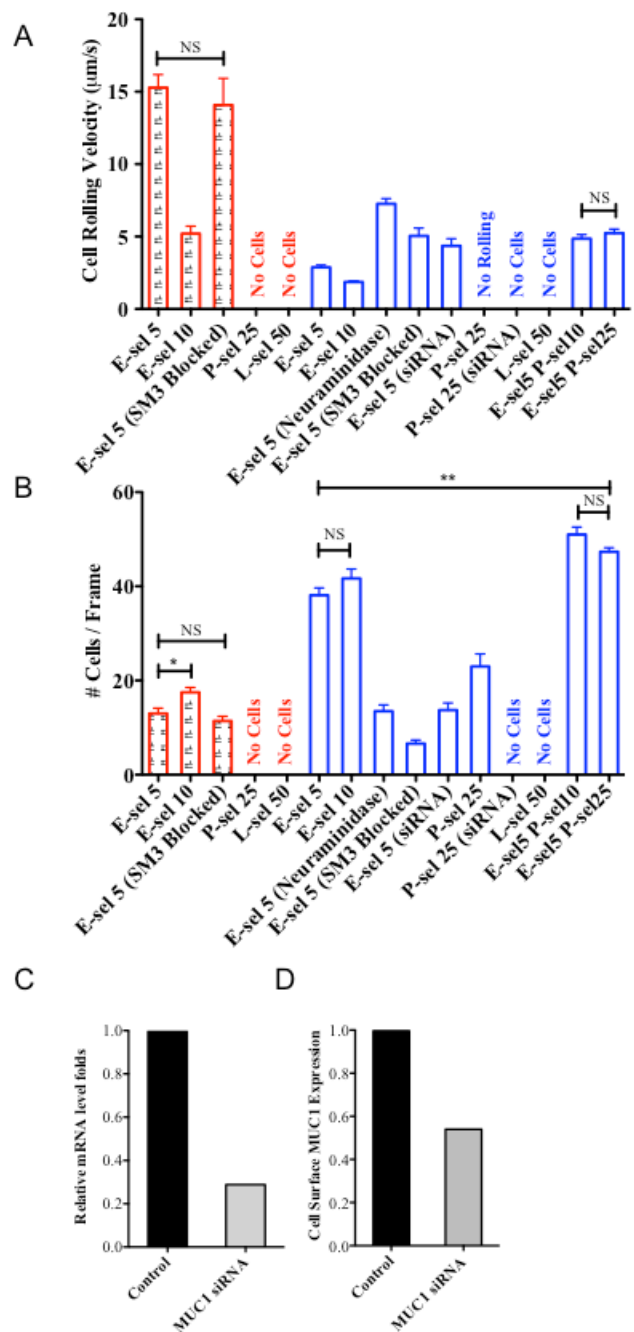 A
Cell Rolling Velocity (µm/s)
20
15
10
5
0
NS
No Cells
No Cells
No Rolling
No Cells
No Cells
NS
E-sel 5
E-sel 10
E-sel 5 (SM3 Blocked)
P-sel 25
L-sel 50
E-sel 5
E-sel 10
E-sel 5 (Neuraminidase)
E-sel 5 (SM3 Blocked)
E-sel 5 (siRNA)
P-sel 25
P-sel 25 (siRNA)
L-sel 50
E-sel5 P-sel10
E-sel5 P-sel25
B
# Cells / Frame
60
40
20
0
**
NS
NS
NS
*
No Cells
No Cells
No Cells
No Cells
E-sel 5
E-sel 10
E-sel 5 (SM3 Blocked)
P-sel 25
L-sel 50
E-sel 5
E-sel 10
E-sel 5 (Neuraminidase)
E-sel 5 (SM3 Blocked)
E-sel 5 (siRNA)
P-sel 25
P-sel 25 (siRNA)
L-sel 50
E-sel5 P-sel10
E-sel5 P-sel25
C
Relative mRNA level folds
1.0
0.8
0.6
0.4
0.2
0.0
Control
MUC1 siRNA
D
Cell Surface MUC1 Expression
1.0
0.8
0.6
0.4
0.2
0.0
Control
MUC1 siRNA